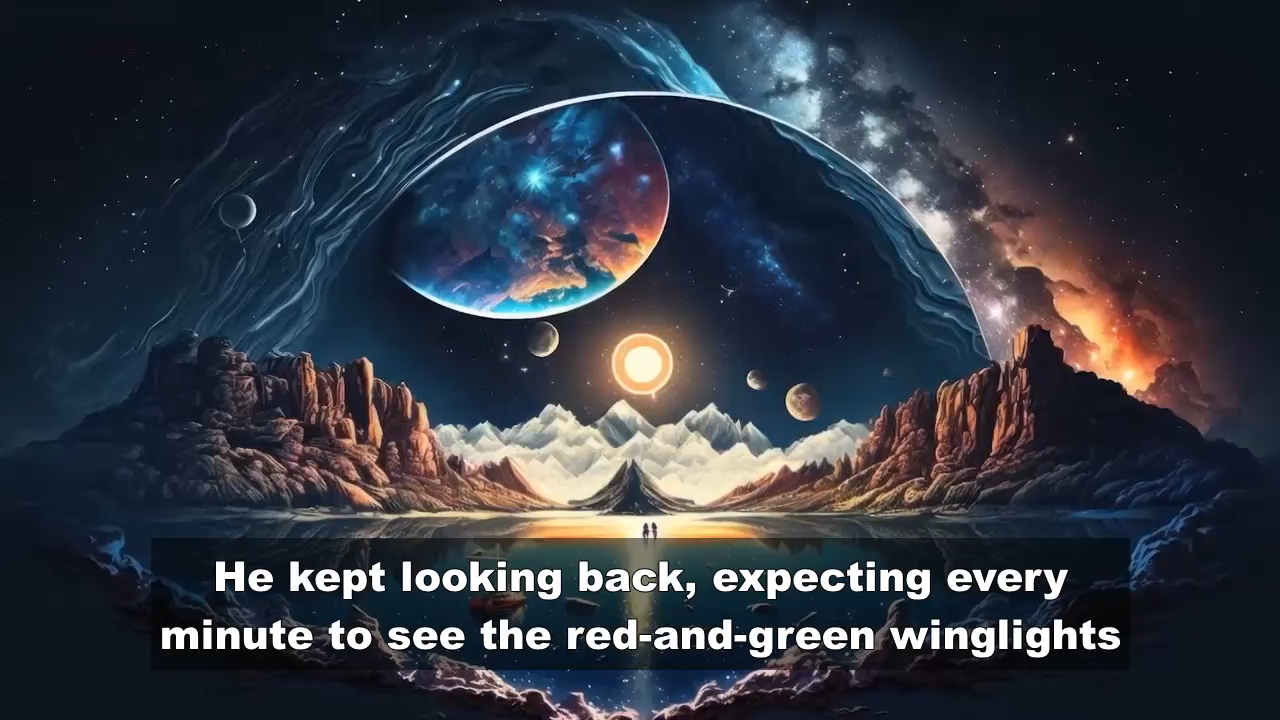 He kept looking back, expecting every
minute to see the red-and-green winglights